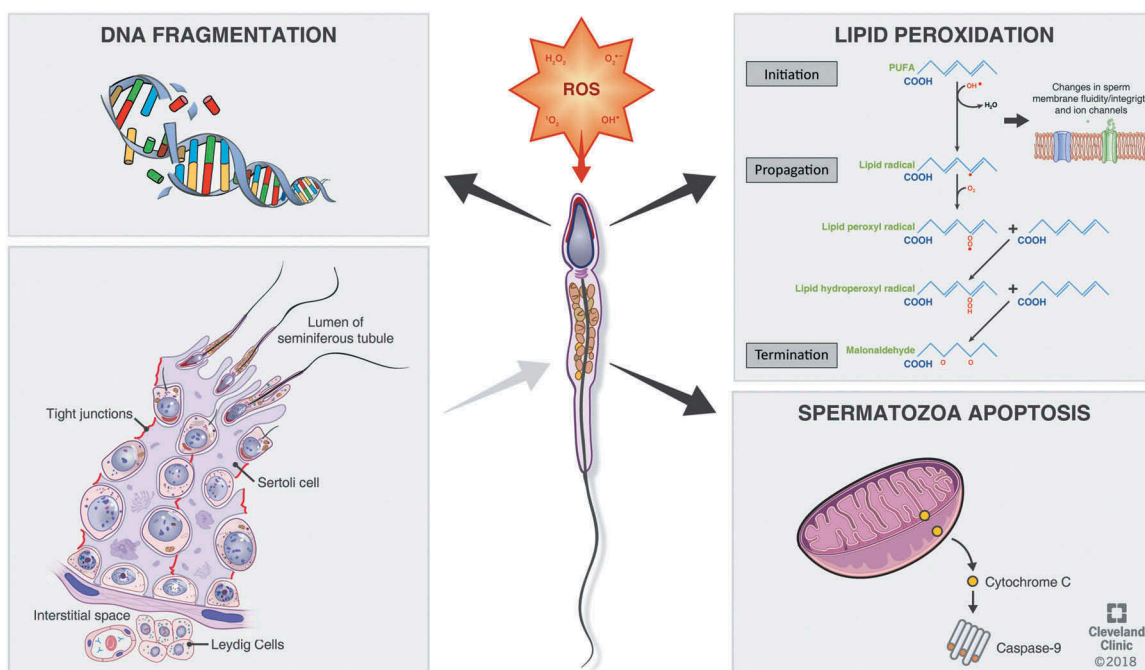 DNA FRAGMENTATION
H₂O₂
O₂•−
ROS
¹O₂
OH•
LIPID PEROXIDATION
Initiation
PUFA
COOH
OH•
H₂O
Changes in sperm
membrane fluidity/integrigt
and ion channels
Propagation
Lipid radical
COOH
O₂
Lipid peroxyl radical
COOH
O
O
+
COOH
Lipid hydroperoxyl radical
COOH
O
O
H
+
COOH
Termination
Malonaldehyde
COOH
O
O
Lumen of
seminiferous tubule
Tight junctions
Sertoli cell
Interstitial space
Leydig Cells
SPERMATOZOA APOPTOSIS
Cytochrome C
Caspase-9
Cleveland
Clinic
©2018